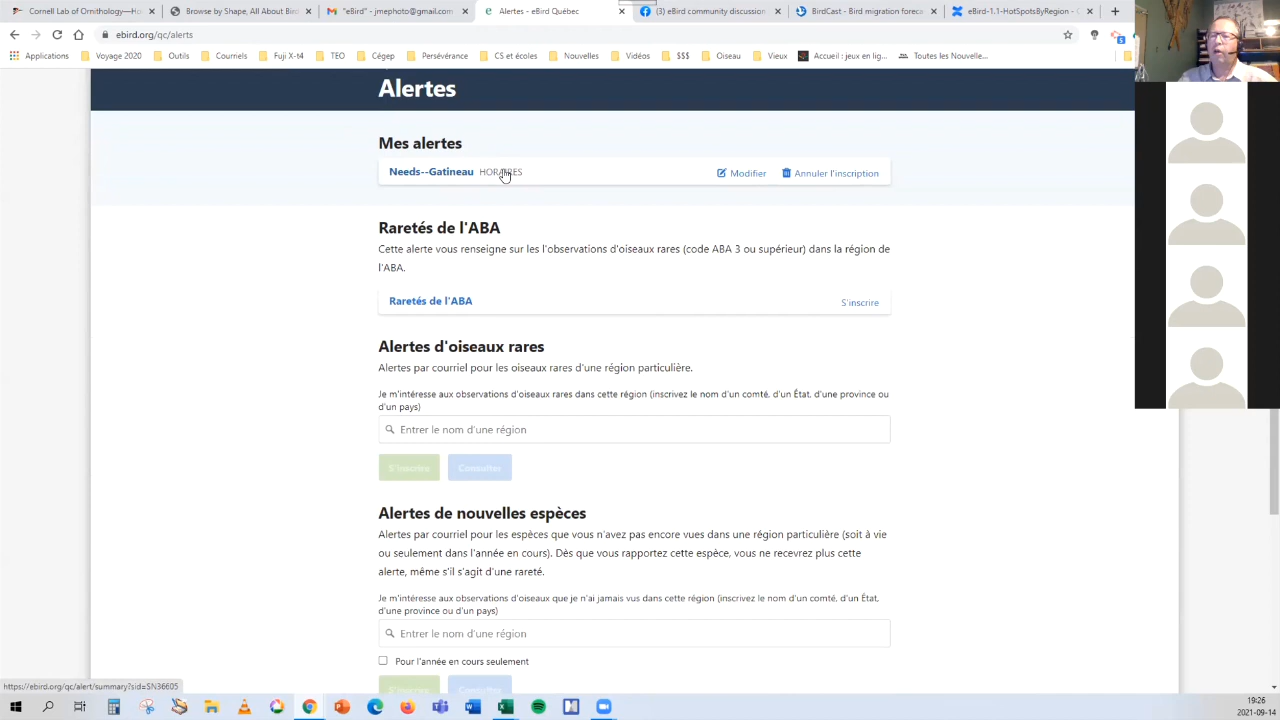 Cornell Lab of Ornithology—Ho
Browse by Shape, All About Bird
"eBird" - jmephoto@gmail.com
Alertes - eBird Québec
(3) eBird community discussion
BirdCast - Bird migration foreca
eBird-1.1-HotSpotsByRegion - C
ebird.org/qc/alerts
Applications
Voyage 2020
Outils
Courriels
Fuji X-t4
TEO
Cégep
Persévérance
CS et écoles
Nouvelles
Vidéos
$$$
Oiseau
Vieux
Accueil : jeux en lig...
Toutes les Nouvelle...
Alertes
Mes alertes
Needs--Gatineau HORAIRES
Modifier
Annuler l'inscription
Raretés de l'ABA
Cette alerte vous renseigne sur les l'observations d'oiseaux rares (code ABA 3 ou supérieur) dans la région de
l'ABA.
Raretés de l'ABA
S'inscrire
Alertes d'oiseaux rares
Alertes par courriel pour les oiseaux rares d'une région particulière.
Je m'intéresse aux observations d'oiseaux rares dans cette région (inscrivez le nom d'un comté, d'un État, d'une province ou
d'un pays)
Entrer le nom d'une région
S'inscrire
Consulter
Alertes de nouvelles espèces
Alertes par courriel pour les espèces que vous n'avez pas encore vues dans une région particulière (soit à vie
ou seulement dans l'année en cours). Dès que vous rapportez cette espèce, vous ne recevrez plus cette
alerte, même s'il s'agit d'une rareté.
Je m'intéresse aux observations d'oiseaux que je n'ai jamais vus dans cette région (inscrivez le nom d'un comté, d'un État,
d'une province ou d'un pays)
Entrer le nom d'une région
Pour l'année en cours seulement
S'inscrire
Consulter
https://ebird.org/qc/alert/summary?sid=SN36605
19:26
2021-09-14